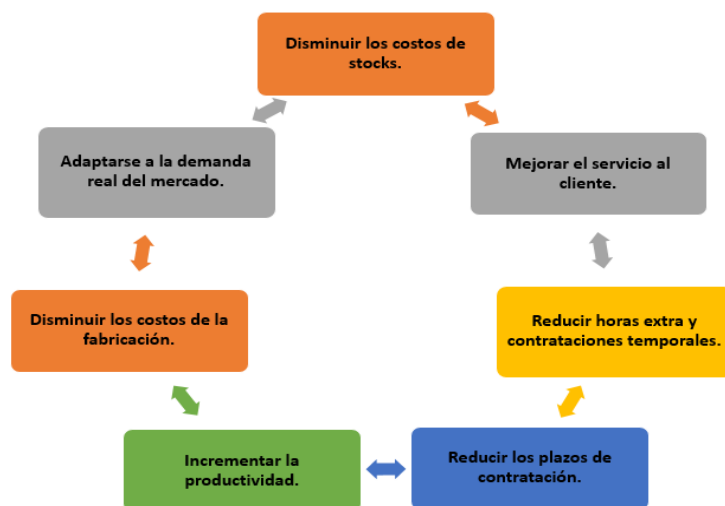 Disminuir los costos de
stocks.
Adaptarse a la demanda
real del mercado.
Mejorar el servicio al
cliente.
Disminuir los costos de la
fabricación.
Reducir horas extra y
contrataciones temporales.
Incrementar la
productividad.
Reducir los plazos de
contratación.